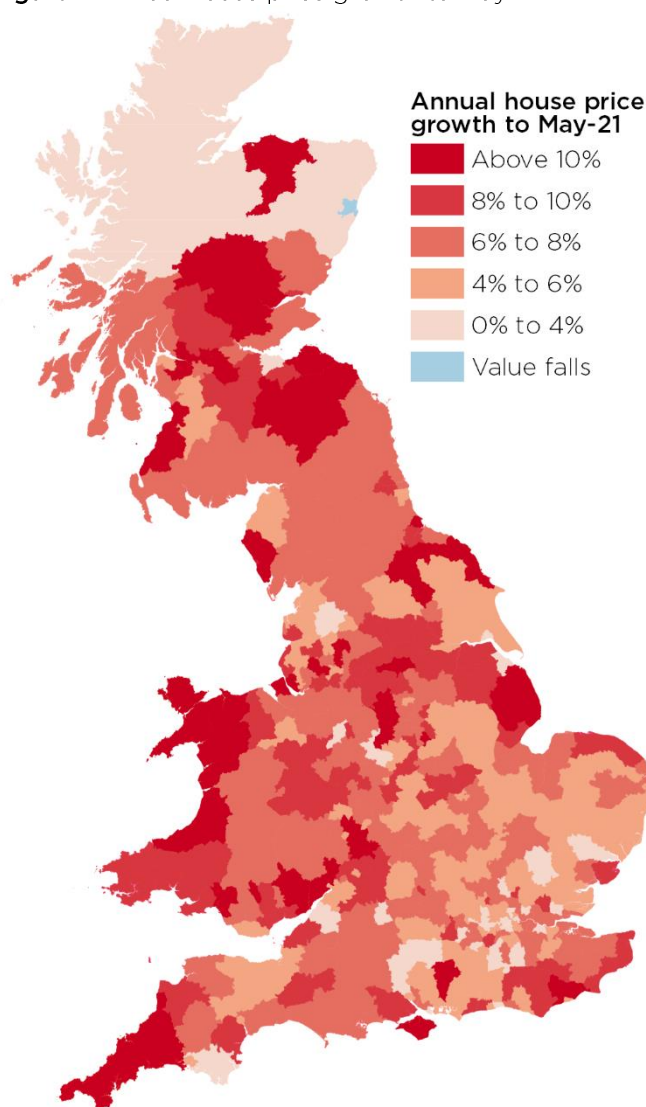 Annual house price
growth to May-21
Above 10%
8% to 10%
6% to 8%
4% to 6%
0% to 4%
Value falls